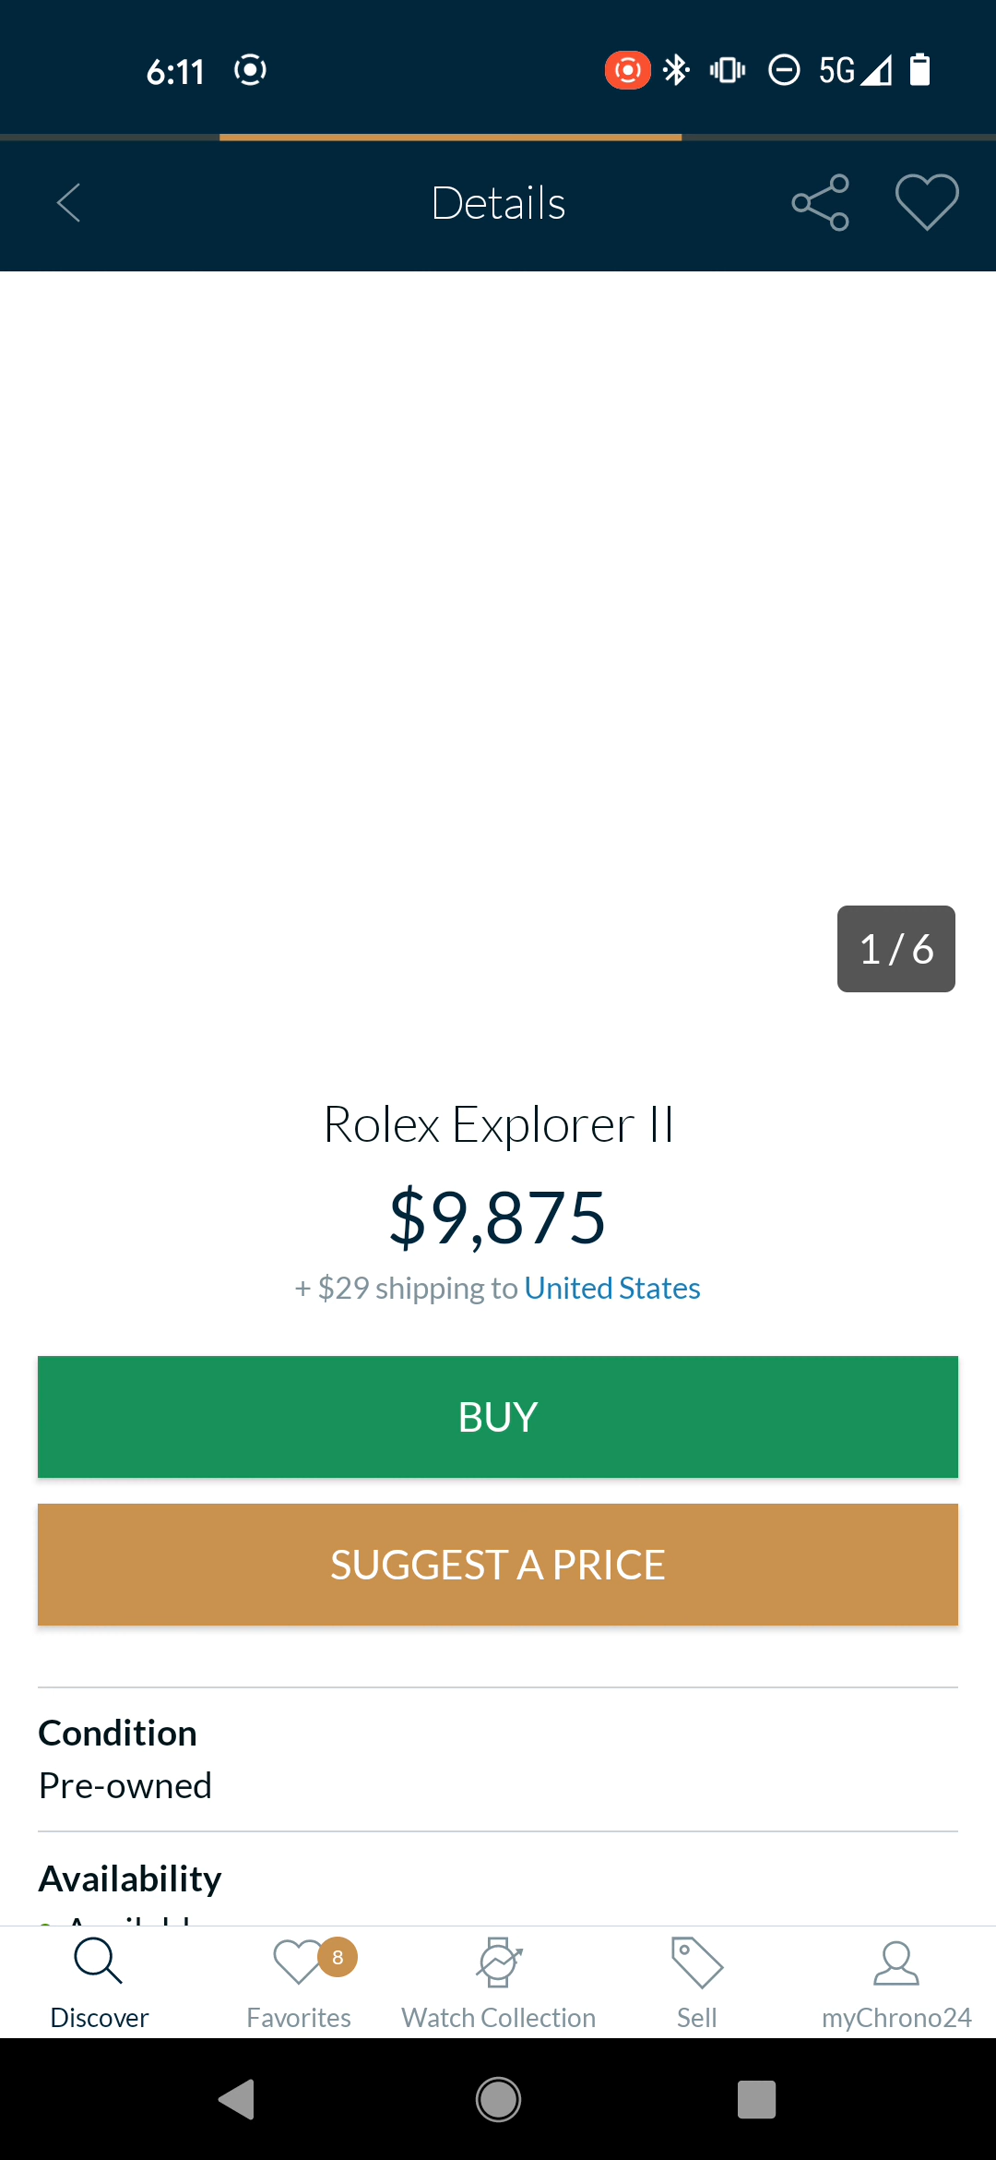 6:11
5G
Details
1 / 6
Rolex Explorer II
$9,875
+ $29 shipping to United States
BUY
SUGGEST A PRICE
Condition
Pre-owned
Availability
8
Discover
Favorites
Watch Collection
Sell
myChrono24